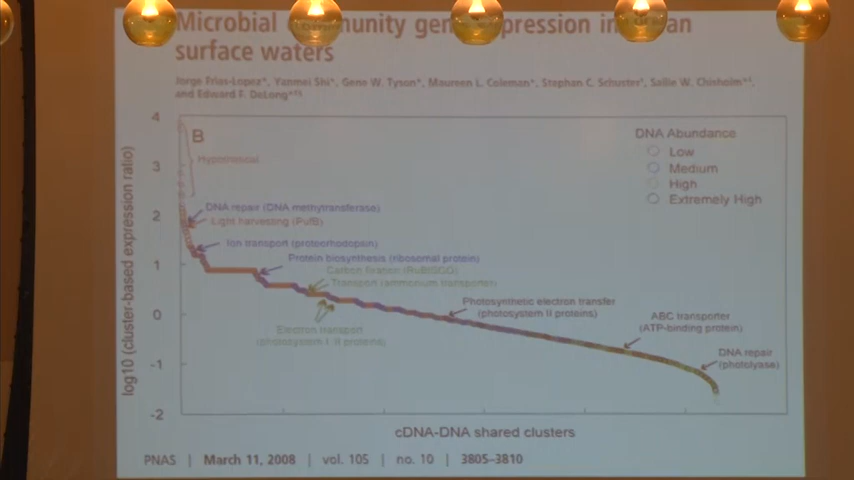 Microbial
surface waters
Jorge Frias-Lopez*, Yanmei Shi*, Gene W. Tyson*, Maureen L. Coleman*, Stephan C. Schuster†, Sallie W. Chisholm*‡,
and Edward F. DeLong*‡§
B
DNA Abundance
Low
Medium
High
Extremely High
Hypothetical
DNA repair (DNA methytransferase)
Light harvesting (PufB)
Ion transport (proteorhodopsin)
Protein biosynthesis (ribosomal protein)
Carbon fixation (RuBISCO)
Transport (ammonium transporter)
Photosynthetic electron transfer
(photosystem II proteins)
Electron transport
(photosystem I, II proteins)
ABC transporter
(ATP-binding protein)
DNA repair
(photolyase)
log10 (cluster-based expression ratio)
4
3
2
1
0
-1
-2
cDNA-DNA shared clusters
PNAS | March 11, 2008 | vol. 105 | no. 10 | 3805–3810